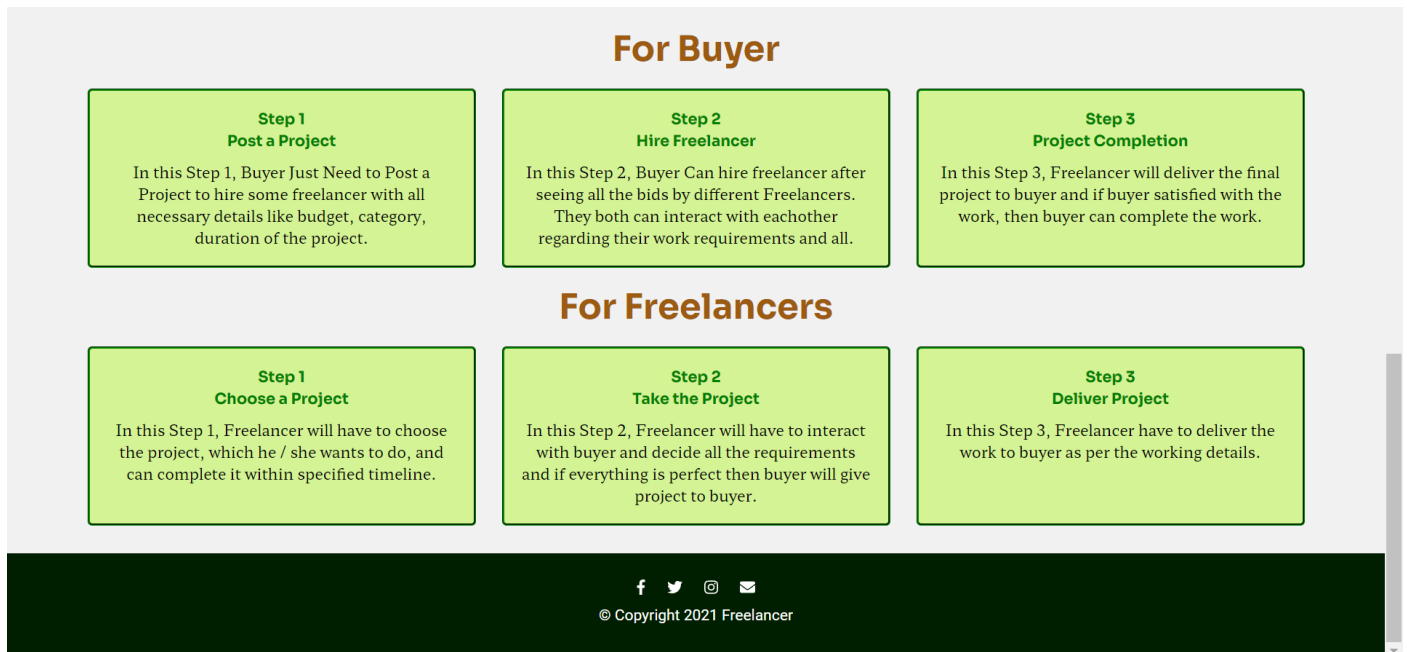 For Buyer
Step 1
Post a Project
In this Step 1, Buyer Just Need to Post a
Project to hire some freelancer with all
necessary details like budget, category,
duration of the project.
Step 2
Hire Freelancer
In this Step 2, Buyer Can hire freelancer after
seeing all the bids by different Freelancers.
They both can interact with eachother
regarding their work requirements and all.
Step 3
Project Completion
In this Step 3, Freelancer will deliver the final
project to buyer and if buyer satisfied with the
work, then buyer can complete the work.
For Freelancers
Step 1
Choose a Project
In this Step 1, Freelancer will have to choose
the project, which he / she wants to do, and
can complete it within specified timeline.
Step 2
Take the Project
In this Step 2, Freelancer will have to interact
with buyer and decide all the requirements
and if everything is perfect then buyer will give
project to buyer.
Step 3
Deliver Project
In this Step 3, Freelancer have to deliver the
work to buyer as per the working details.
© Copyright 2021 Freelancer